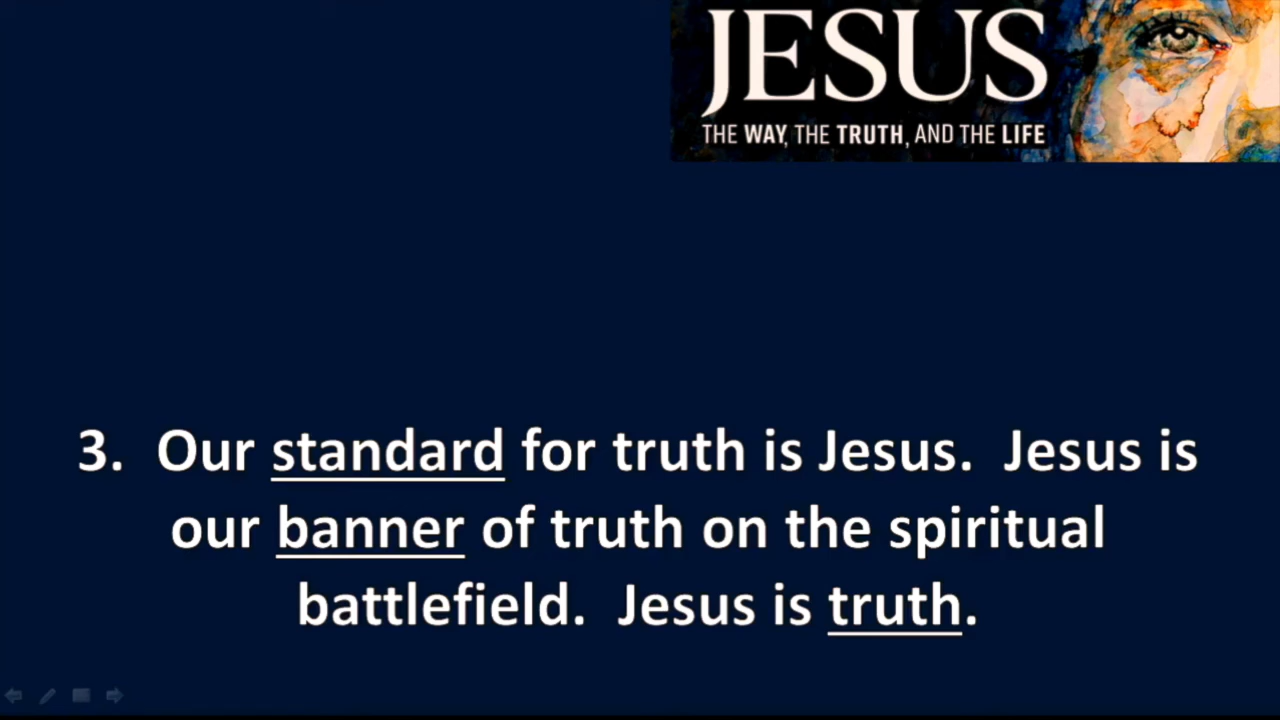 JESUS
THE WAY, THE TRUTH, AND THE LIFE
3. Our standard for truth is Jesus. Jesus is
our banner of truth on the spiritual
battlefield. Jesus is truth.